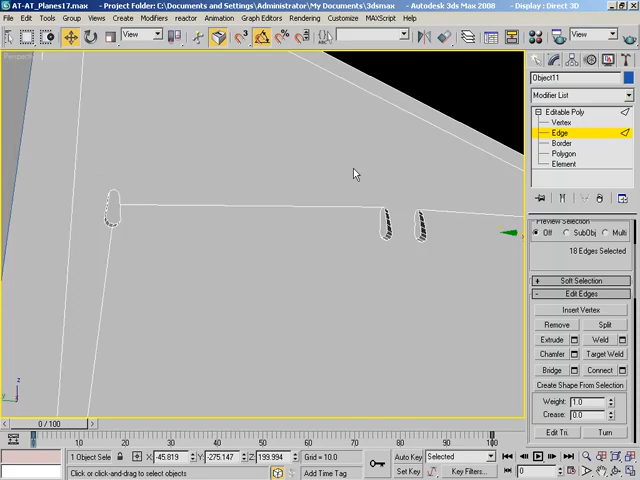 AT-AT_Planes17.max - Project Folder: C:\Documents and Settings\Administrator\My Documents\3dsmax - Autodesk 3ds Max 2008 - Display : Direct 3D
File Edit Tools Group Views Create Modifiers reactor Animation Graph Editors Rendering Customize MAXScript Help
View
View
Perspective
Object11
Modifier List
Editable Poly
Vertex
Edge
Border
Polygon
Element
Preview Selection
Off SubObj Multi
18 Edges Selected
+ Soft Selection
- Edit Edges
Insert Vertex
Remove Split
Extrude Weld
Chamfer Target Weld
Bridge Connect
Create Shape From Selection
Weight: 1.0
Crease: 0.0
Edit Tri. Turn
z
0 / 100
0 10 20 30 40 50 60 70 80 90 100
1 Object Sele X: -45.819 Y: -275.147 Z: 199.994 Grid = 10.0
Auto Key Selected
Click or click-and-drag to select objects
Add Time Tag
Set Key Key Filters... 0